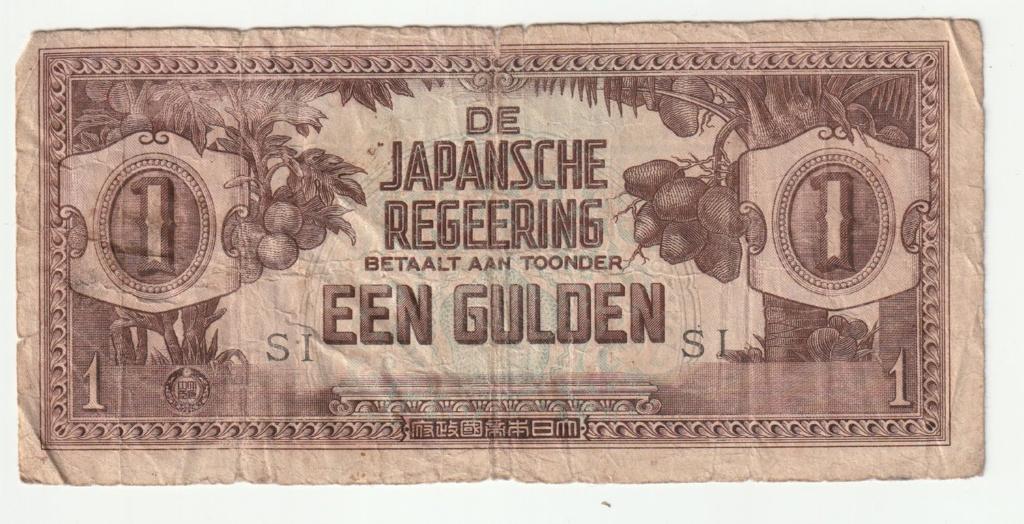 DE
JAPANSCHE
1 1
REGEERING
BETAALT AAN TOONDER
EEN GULDEN
SI SI
1 1
大日本帝國政府